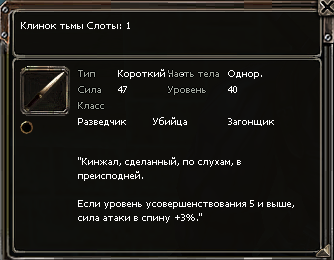 Клинок тьмы Слоты: 1
Тип Короткий Часть тела Однор.
Сила 47 Уровень 40
Класс
Разведчик Убийца Загонщик
"Кинжал, сделанный, по слухам, в
преисподней.
Если уровень усовершенствования 5 и выше,
сила атаки в спину +3%."